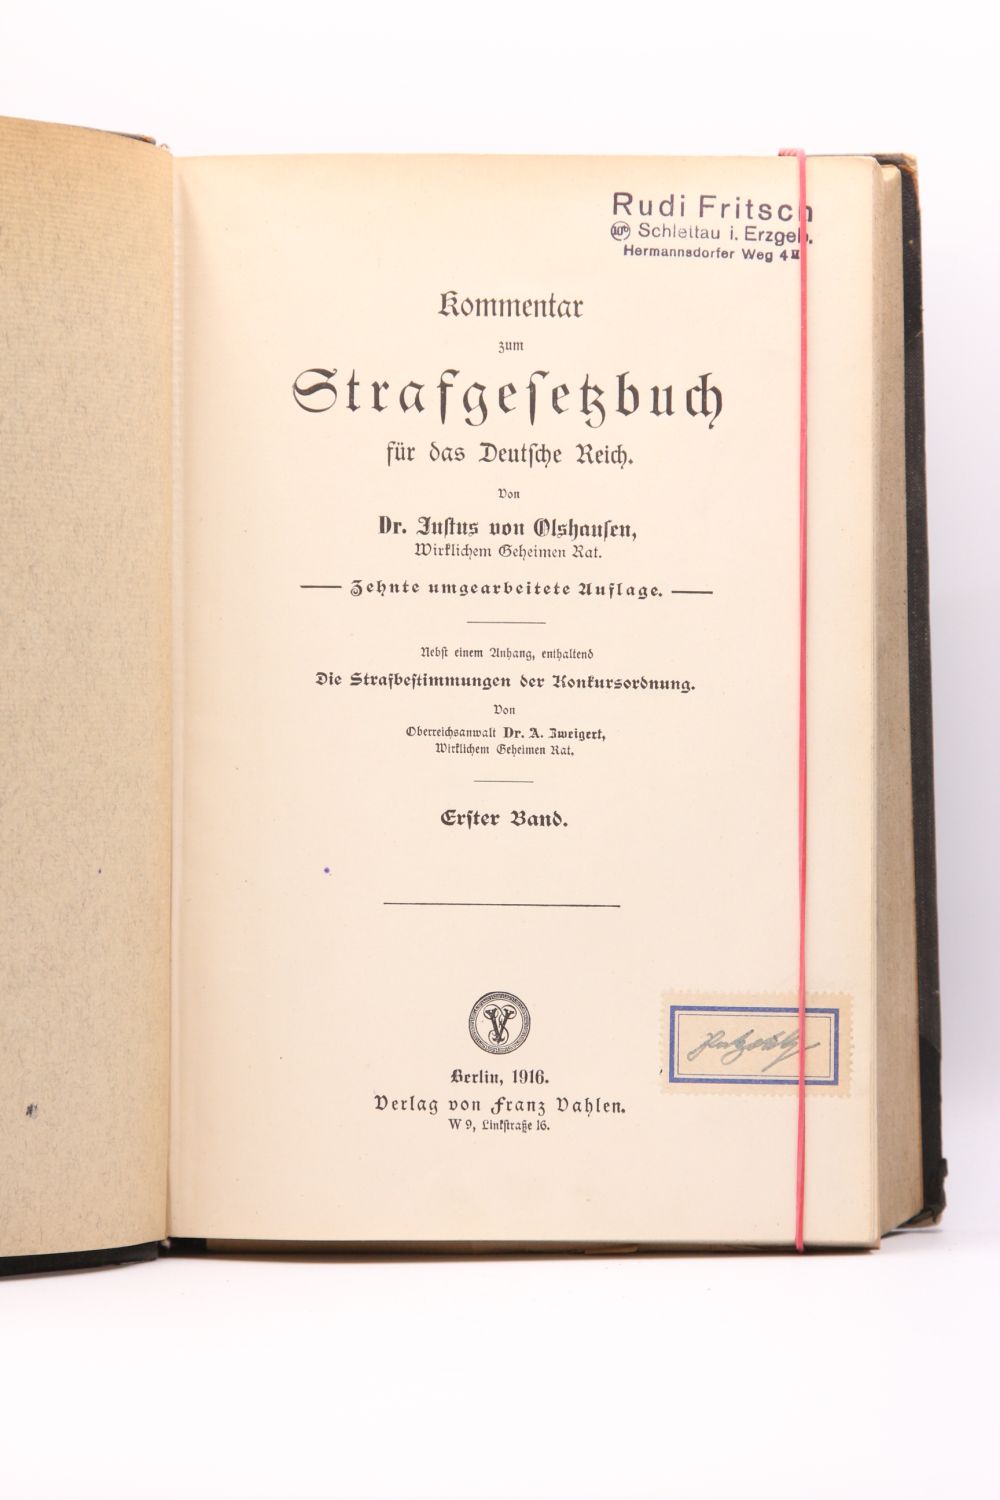 Rudi Fritsch
10b Schlettau i. Erzgeb.
Hermannsdorfer Weg 4 II
Kommentar
zum
Strafgeſetzbuch
für das Deutſche Reich.
Von
Dr. Juſtus von Olshauſen,
Wirklichem Geheimen Rat.
— Zehnte umgearbeitete Auflage. —
Nebſt einem Anhang, enthaltend
Die Strafbeſtimmungen der Konkursordnung.
Von
Oberreichsanwalt Dr. A. Zweigert,
Wirklichem Geheimen Rat.
Erſter Band.
Berlin, 1916.
Verlag von Franz Vahlen.
W 9, Linkſtraße 16.